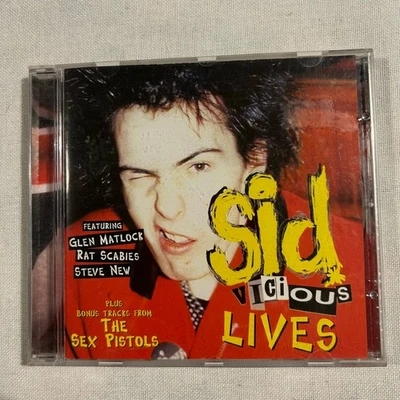 FEATURING
GLEN MATLOCK
RAT SCABIES
STEVE NEW
PLUS
BONUS TRACKS FROM
THE
SEX PISTOLS
Sid
VICiOUS
LIVES